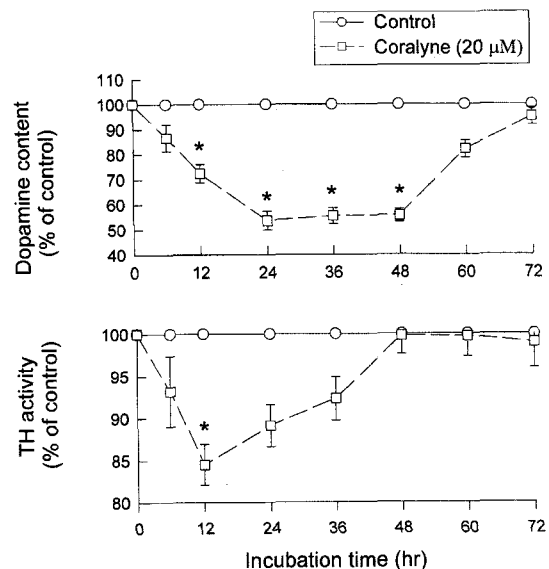 Control
Coralyne (20 μM)
110
100
90
80
70
60
50
40
Dopamine content
(% of control)
*
*
*
*
0 12 24 36 48 60 72
100
95
90
85
80
TH activity
(% of control)
*
0 12 24 36 48 60 72
Incubation time (hr)